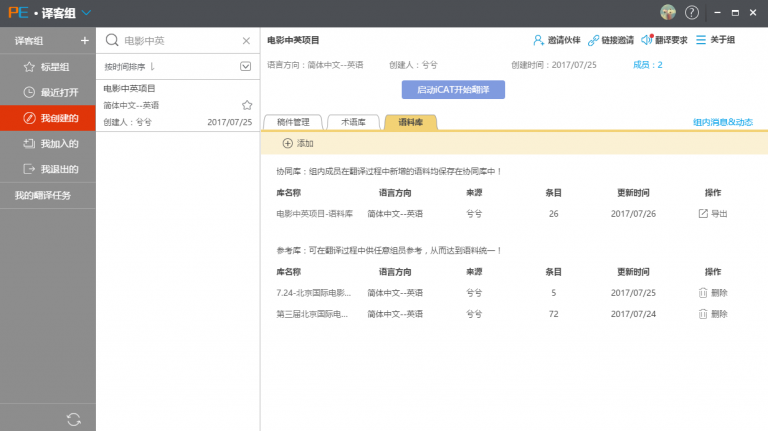 PE·译客组
译客组 +
标星组
最近打开
我创建的
我加入的
我退出的
我的翻译任务
电影中英
按时间排序
电影中英项目
简体中文--英语
创建人：兮兮 2017/07/25
电影中英项目
邀请伙伴 链接邀请 翻译要求 关于组
语言方向：简体中文--英语 创建人：兮兮 创建时间：2017/07/25 成员：2
启动iCAT开始翻译
稿件管理 术语库 语料库 组内消息&动态
添加
协同库：组内成员在翻译过程中新增的语料均保存在协同库中！
库名称 语言方向 来源 条目 更新时间 操作
电影中英项目-语料库 简体中文--英语 兮兮 26 2017/07/26 导出
参考库：可在翻译过程中供任意组员参考，从而达到语料统一！
库名称 语言方向 来源 条目 更新时间 操作
7.24-北京国际电影... 简体中文--英语 兮兮 5 2017/07/25 删除
第三届北京国际电... 简体中文--英语 兮兮 72 2017/07/24 删除